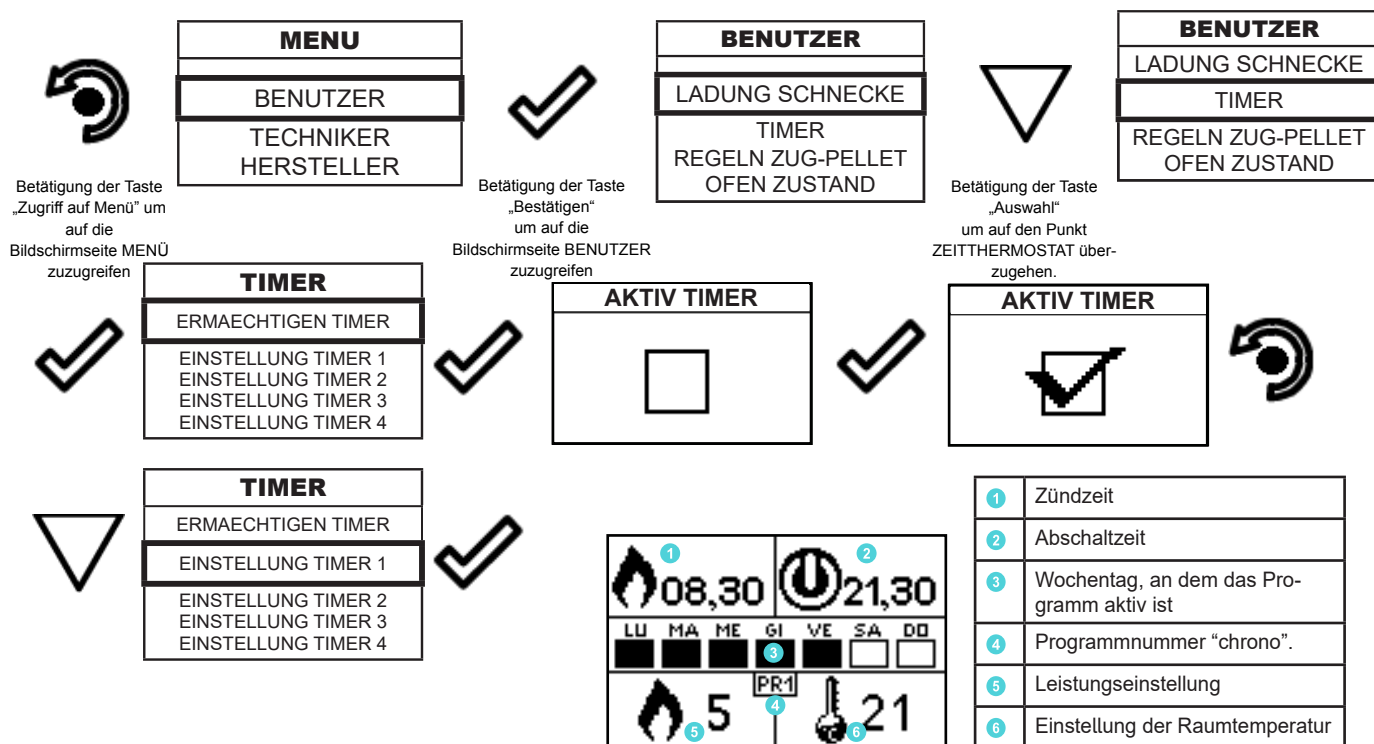 MENU
BENUTZER
TECHNIKER
HERSTELLER
Betätigung der Taste
„Zugriff auf Menü” um
auf die
Bildschirmseite MENÜ
zuzugreifen
BENUTZER
LADUNG SCHNECKE
TIMER
REGELN ZUG-PELLET
OFEN ZUSTAND
Betätigung der Taste
„Bestätigen“
um auf die
Bildschirmseite BENUTZER
zuzugreifen
BENUTZER
LADUNG SCHNECKE
TIMER
REGELN ZUG-PELLET
OFEN ZUSTAND
Betätigung der Taste
„Auswahl“
um auf den Punkt
ZEITTHERMOSTAT über-
zugehen.
TIMER
ERMAECHTIGEN TIMER
EINSTELLUNG TIMER 1
EINSTELLUNG TIMER 2
EINSTELLUNG TIMER 3
EINSTELLUNG TIMER 4
AKTIV TIMER
AKTIV TIMER
TIMER
ERMAECHTIGEN TIMER
EINSTELLUNG TIMER 1
EINSTELLUNG TIMER 2
EINSTELLUNG TIMER 3
EINSTELLUNG TIMER 4
1 08,30 2 21,30
LU MA ME GI VE SA DO
3
PR1
5 5 4 6 21
1 Zündzeit
2 Abschaltzeit
3 Wochentag, an dem das Pro-
gramm aktiv ist
4 Programmnummer “chrono”.
5 Leistungseinstellung
6 Einstellung der Raumtemperatur